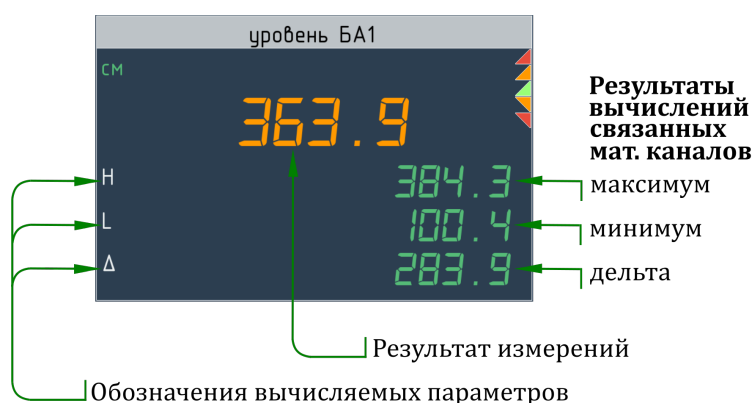 уровень БА1
см
363.9
Результаты
вычислений
связанных
мат. каналов
H 384.3 максимум
L 100.4 минимум
Δ 283.9 дельта
Результат измерений
Обозначения вычисляемых параметров